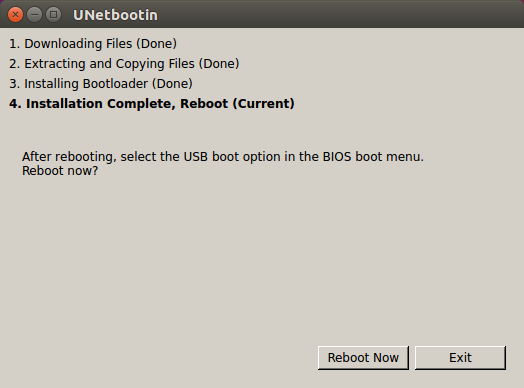 UNetbootin
1. Downloading Files (Done)
2. Extracting and Copying Files (Done)
3. Installing Bootloader (Done)
4. Installation Complete, Reboot (Current)
After rebooting, select the USB boot option in the BIOS boot menu.
Reboot now?
Reboot Now Exit